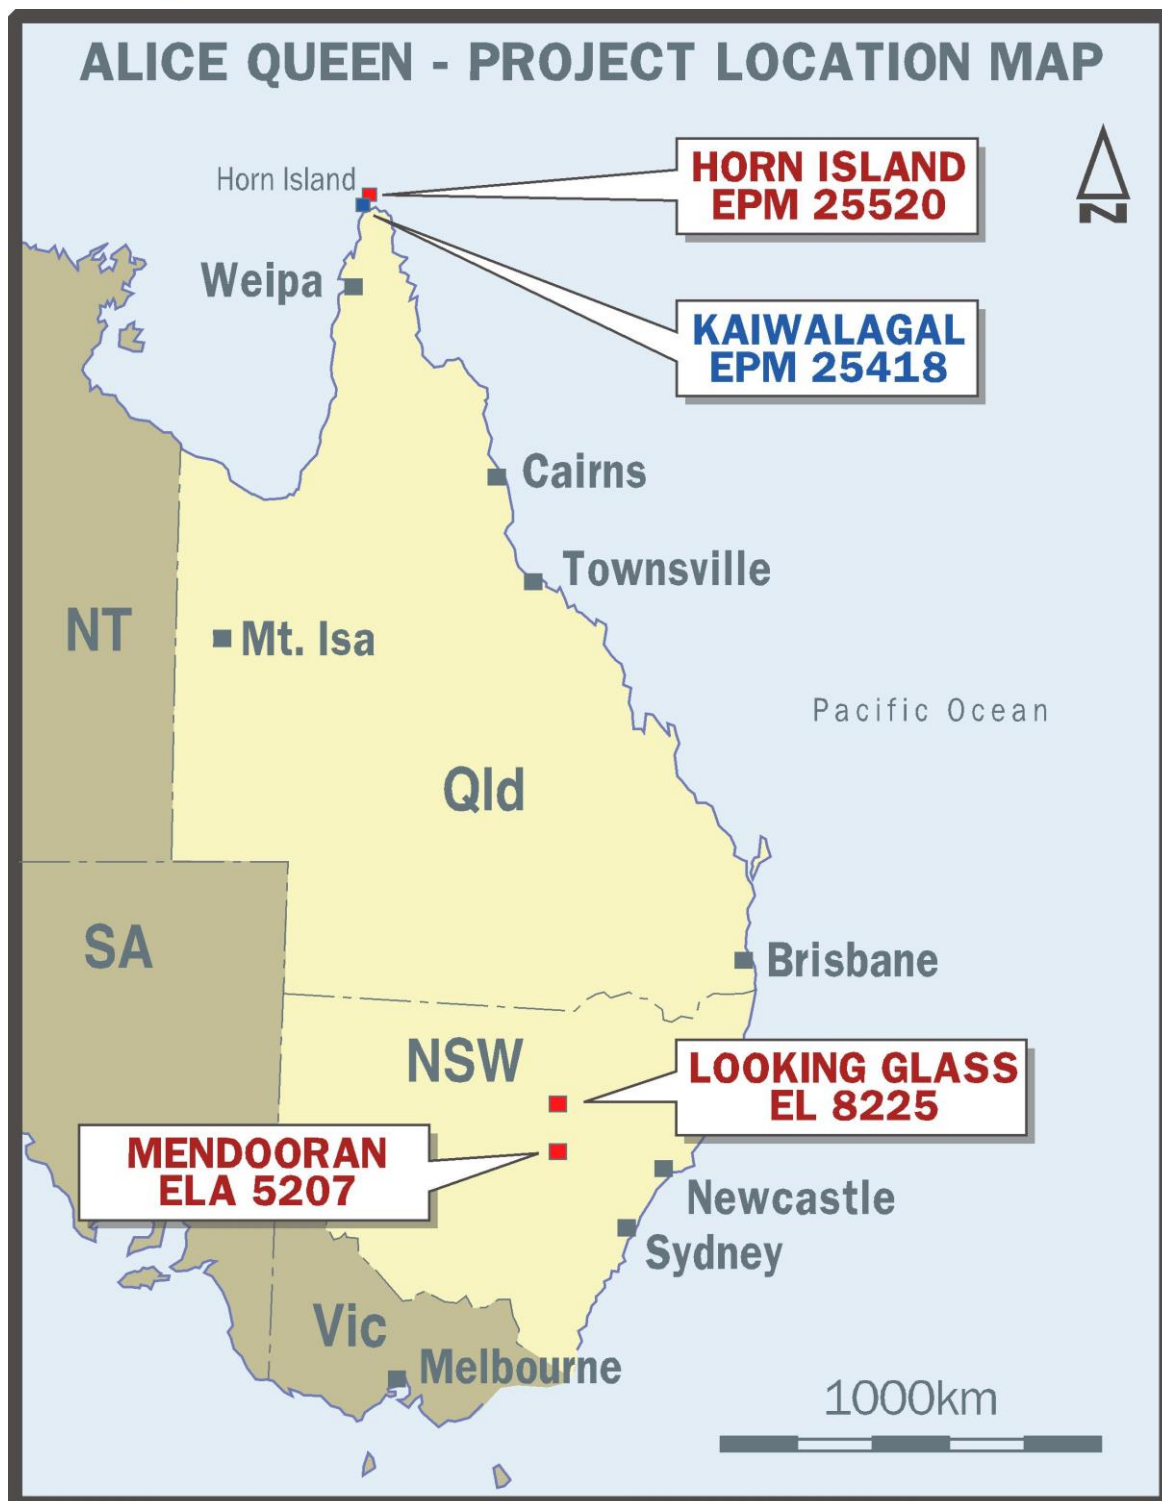 ALICE QUEEN - PROJECT LOCATION MAP
Horn Island
HORN ISLAND
EPM 25520
N
Weipa
KAIWALAGAL
EPM 25418
Cairns
Townsville
NT
Mt. Isa
Pacific Ocean
Qld
SA
Brisbane
NSW
LOOKING GLASS
EL 8225
MENDOORAN
ELA 5207
Newcastle
Sydney
Vic
Melbourne
1000km